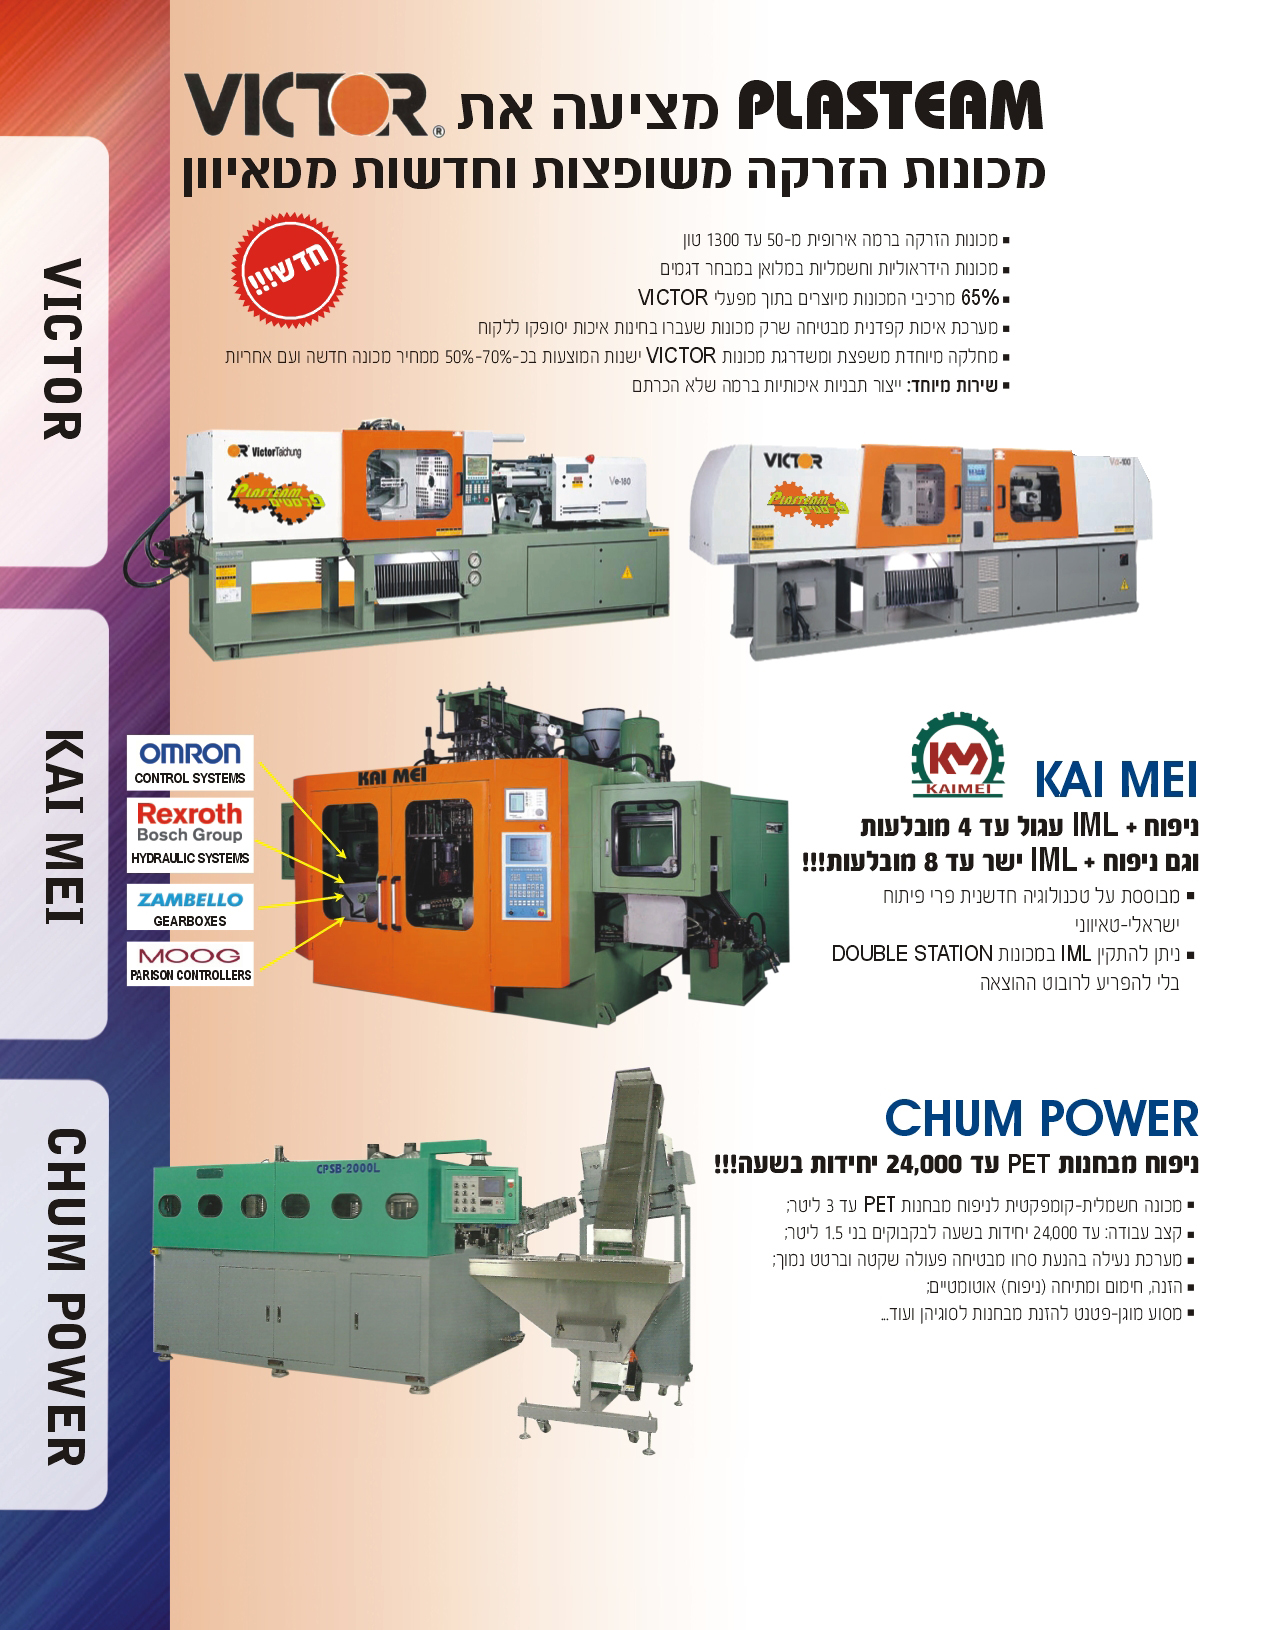 PLASTEAM מציעה את VICTOR®
מכונות הזרקה משופצות וחדשות מטאיוון
חדש!!!
▪ מכונות הזרקה ברמה אירופית מ-50 עד 1300 טון
▪ מכונות הידראוליות וחשמליות במלואן במבחר דגמים
▪ 65% מרכיבי המכונות מיוצרים בתוך מפעלי VICTOR
▪ מערכת איכות קפדנית מבטיחה שרק מכונות שעברו בחינות איכות יסופקו ללקוח
▪ מחלקה מיוחדת משפצת ומשדרגת מכונות VICTOR ישנות המוצעות בכ-50%-70% ממחיר מכונה חדשה ועם אחריות
▪ שירות מיוחד: ייצור תבניות איכותיות ברמה שלא הכרתם
VICTOR
VictorTaichung
PLASTEAM
פלסטים
Ve-180
VICTOR
PLASTEAM
פלסטים
Va-100
KAI MEI
OMRON
CONTROL SYSTEMS
Rexroth
Bosch Group
HYDRAULIC SYSTEMS
ZAMBELLO
GEARBOXES
MOOG
PARISON CONTROLLERS
KAI MEI
KM
KAIMEI
KAI MEI
ניפוח + IML עגול עד 4 מובלעות
וגם ניפוח + IML ישר עד 8 מובלעות!!!
▪ מבוססת על טכנולוגיה חדשנית פרי פיתוח
ישראלי-טאיווני
▪ ניתן להתקין IML במכונות DOUBLE STATION
בלי להפריע לרובוט ההוצאה
CHUM POWER
CPSB-2000L
CHUM POWER
ניפוח מבחנות PET עד 24,000 יחידות בשעה!!!
▪ מכונה חשמלית-קומפקטית לניפוח מבחנות PET עד 3 ליטר;
▪ קצב עבודה: עד 24,000 יחידות בשעה לבקבוקים בני 1.5 ליטר;
▪ מערכת נעילה בהנעת סרוו מבטיחה פעולה שקטה וברטט נמוך;
▪ הזנה, חימום ומתיחה (ניפוח) אוטומטיים;
▪ מסוע מוגן-פטנט להזנת מבחנות לסוגיהן ועוד...